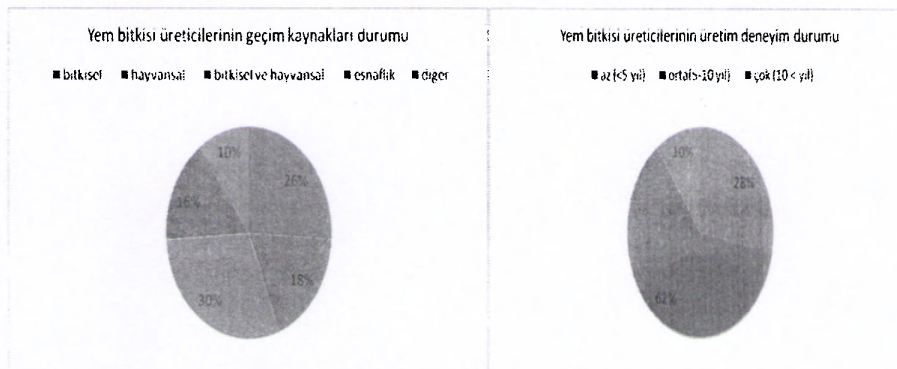 Yem bitkisi üreticilerinin geçim kaynakları durumu
bitkisel hayvansal bitkisel ve hayvansal esnaflık diğer
10%
26%
16%
18%
30%
Yem bitkisi üreticilerinin üretim deneyim durumu
az (<5 yıl) orta(5-10 yıl) çok (10 < yıl)
10%
28%
62%